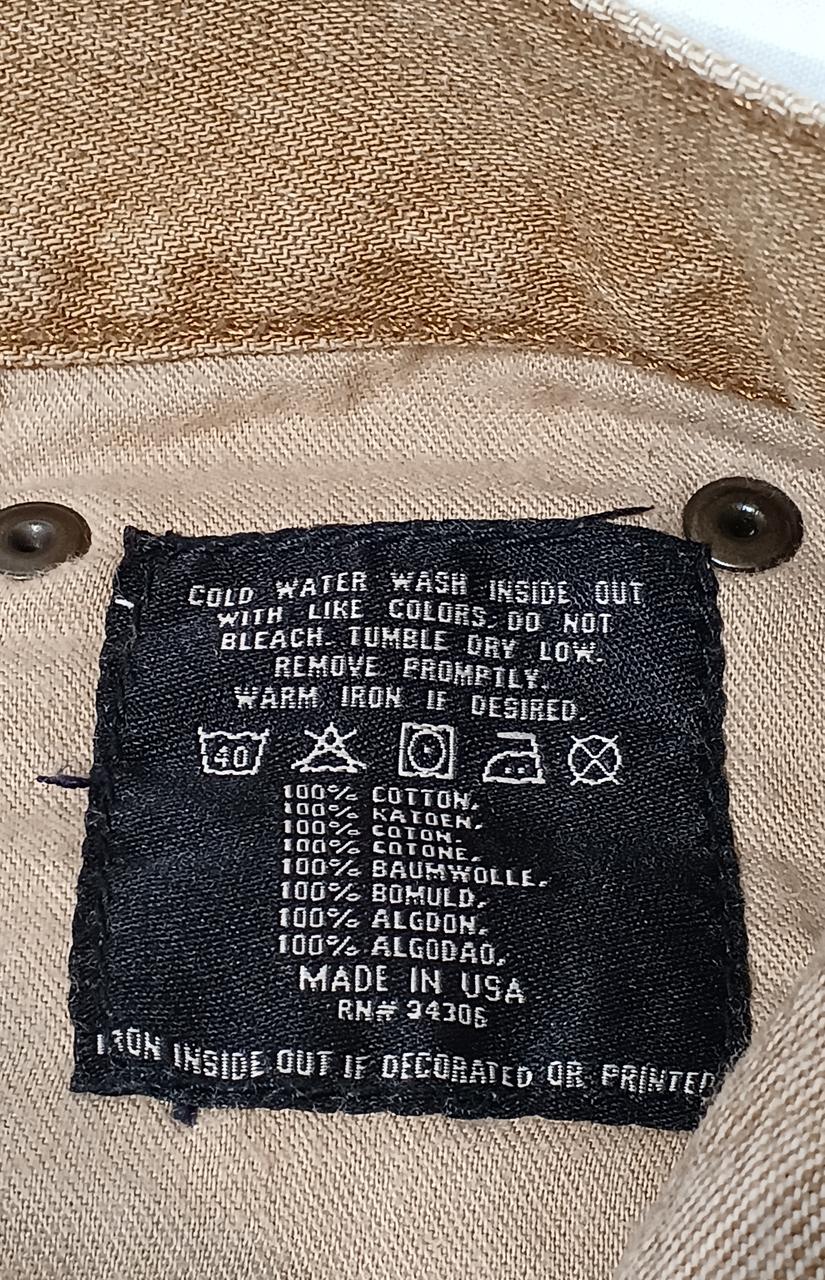 COLD WATER WASH INSIDE OUT
WITH LIKE COLORS. DO NOT
BLEACH. TUMBLE DRY LOW.
REMOVE PROMPTLY.
WARM IRON IF DESIRED.
40
100% COTTON.
100% KATOEN.
100% COTON.
100% COTONE.
100% BAUMWOLLE.
100% BOMULD.
100% ALGDON.
100% ALGODAO.
MADE IN USA
RN# 34306
IRON INSIDE OUT IF DECORATED OR PRINTED